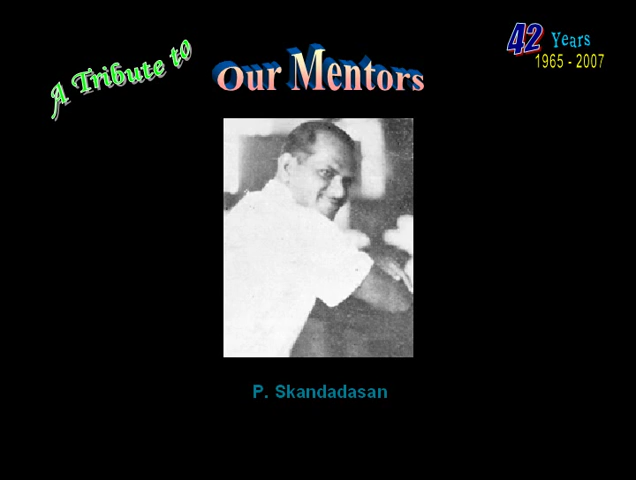 A Tribute to
Our Mentors
42 Years
1965 - 2007
P. Skandadasan